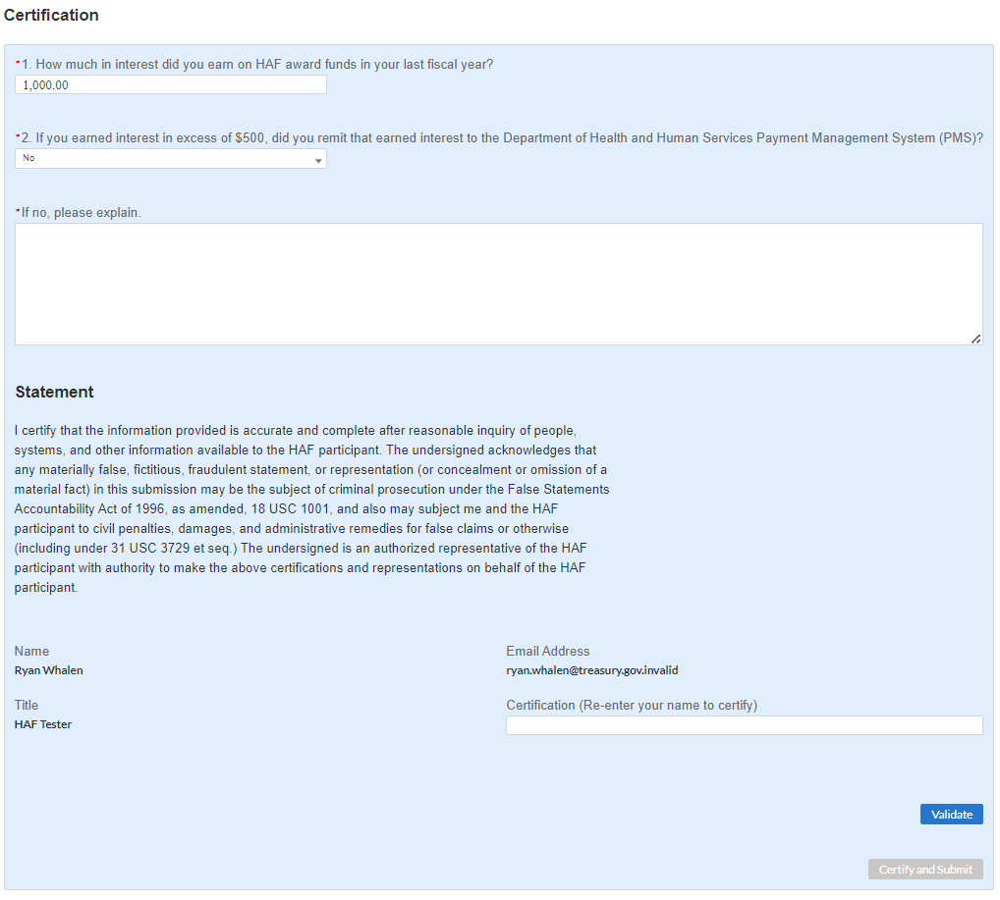 Certification
*1. How much in interest did you earn on HAF award funds in your last fiscal year?
1,000.00
*2. If you earned interest in excess of $500, did you remit that earned interest to the Department of Health and Human Services Payment Management System (PMS)?
No
*If no, please explain.
Statement
I certify that the information provided is accurate and complete after reasonable inquiry of people,
systems, and other information available to the HAF participant. The undersigned acknowledges that
any materially false, fictitious, fraudulent statement, or representation (or concealment or omission of a
material fact) in this submission may be the subject of criminal prosecution under the False Statements
Accountability Act of 1996, as amended, 18 USC 1001, and also may subject me and the HAF
participant to civil penalties, damages, and administrative remedies for false claims or otherwise
(including under 31 USC 3729 et seq.) The undersigned is an authorized representative of the HAF
participant with authority to make the above certifications and representations on behalf of the HAF
participant.
Name
Ryan Whalen
Email Address
ryan.whalen@treasury.gov.invalid
Title
HAF Tester
Certification (Re-enter your name to certify)
Validate
Certify and Submit